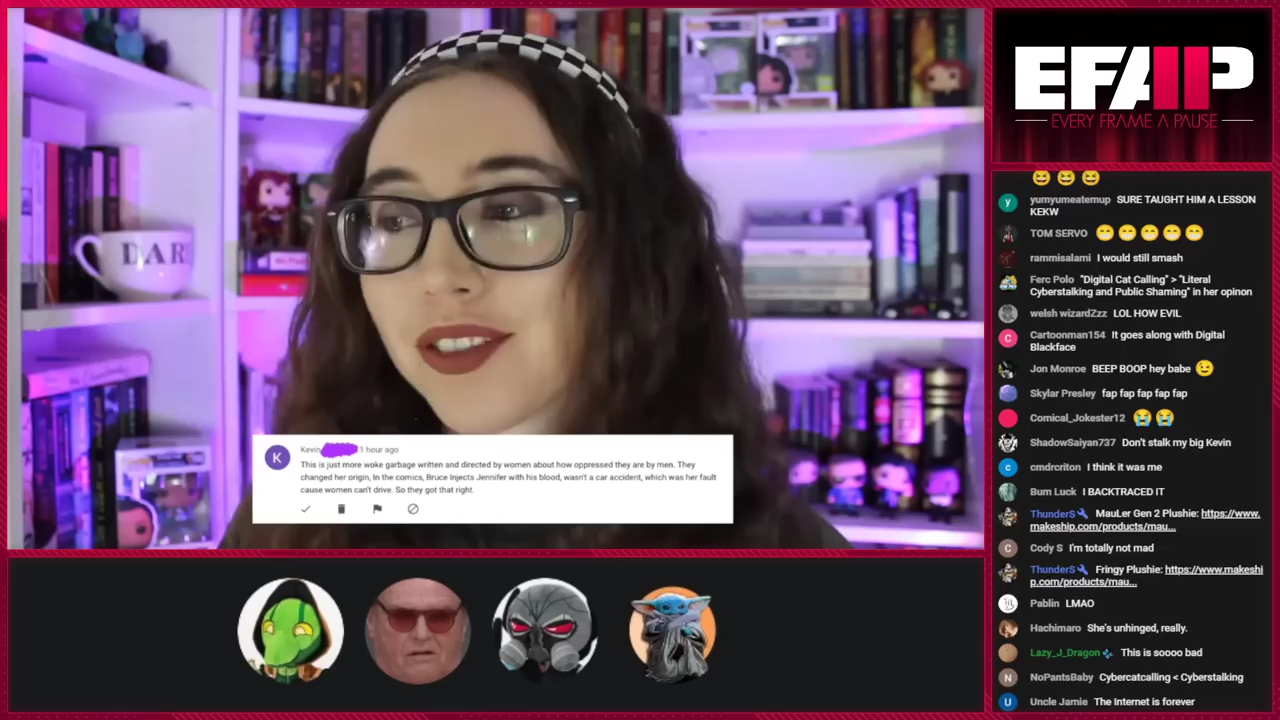 DAR
Kevin 1 hour ago
This is just more woke garbage written and directed by women about how oppressed they are by men. They
changed her origin, In the comics, Bruce Injects Jennifer with his blood, wasn't a car accident, which was her fault
cause women can't drive. So they got that right.
K
EFAP
EVERY FRAME A PAUSE
yumyumeatemup SURE TAUGHT HIM A LESSON
KEKW
TOM SERVO
rammisalami I would still smash
Ferc Polo "Digital Cat Calling" > "Literal
Cyberstalking and Public Shaming" in her opinon
welsh wizardZzz LOL HOW EVIL
Cartoonman154 It goes along with Digital
Blackface
Jon Monroe BEEP BOOP hey babe
Skylar Presley fap fap fap fap fap
Comical_Jokester12
ShadowSaiyan737 Don't stalk my big Kevin
cmdrcriton I think it was me
Bum Luck I BACKTRACED IT
ThunderS MauLer Gen 2 Plushie: https://www.
makeship.com/products/mau...
Cody S I'm totally not mad
ThunderS Fringy Plushie: https://www.makeshi
p.com/products/mau...
Pablin LMAO
Hachimaro She's unhinged, really.
Lazy_J_Dragon This is soooo bad
NoPantsBaby Cybercatcalling < Cyberstalking
Uncle Jamie The Internet is forever